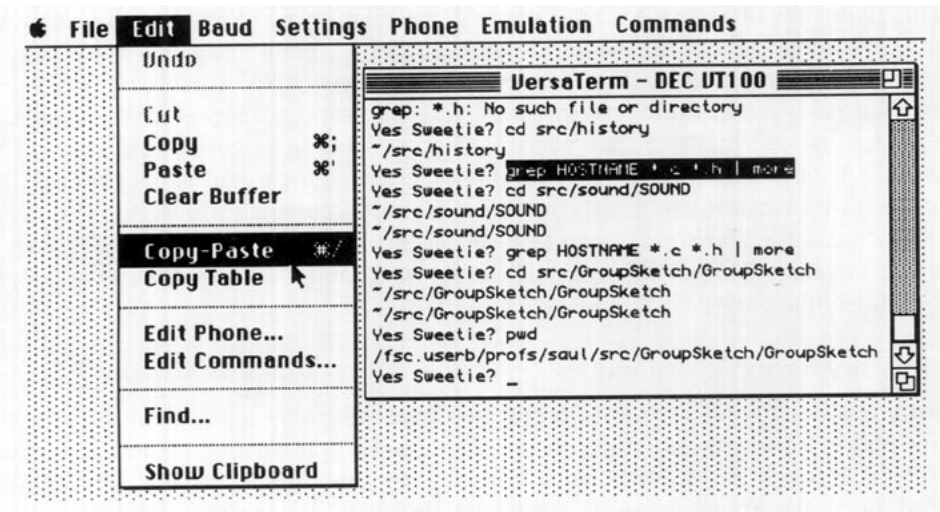 File Edit Baud Settings Phone Emulation Commands
Undo
Cut
Copy ⌘;
Paste ⌘'
Clear Buffer
Copy-Paste ⌘/
Copy Table
Edit Phone...
Edit Commands...
Find...
Show Clipboard
VersaTerm - DEC VT100
grep: *.h: No such file or directory
Yes Sweetie? cd src/history
~/src/history
Yes Sweetie? grep HOSTNAME *.c *.h | more
Yes Sweetie? cd src/sound/SOUND
~/src/sound/SOUND
~/src/sound/SOUND
Yes Sweetie? grep HOSTNAME *.c *.h | more
Yes Sweetie? cd src/GroupSketch/GroupSketch
~/src/GroupSketch/GroupSketch
~/src/GroupSketch/GroupSketch
Yes Sweetie? pwd
/fsc.userb/profs/saul/src/GroupSketch/GroupSketch
Yes Sweetie? _